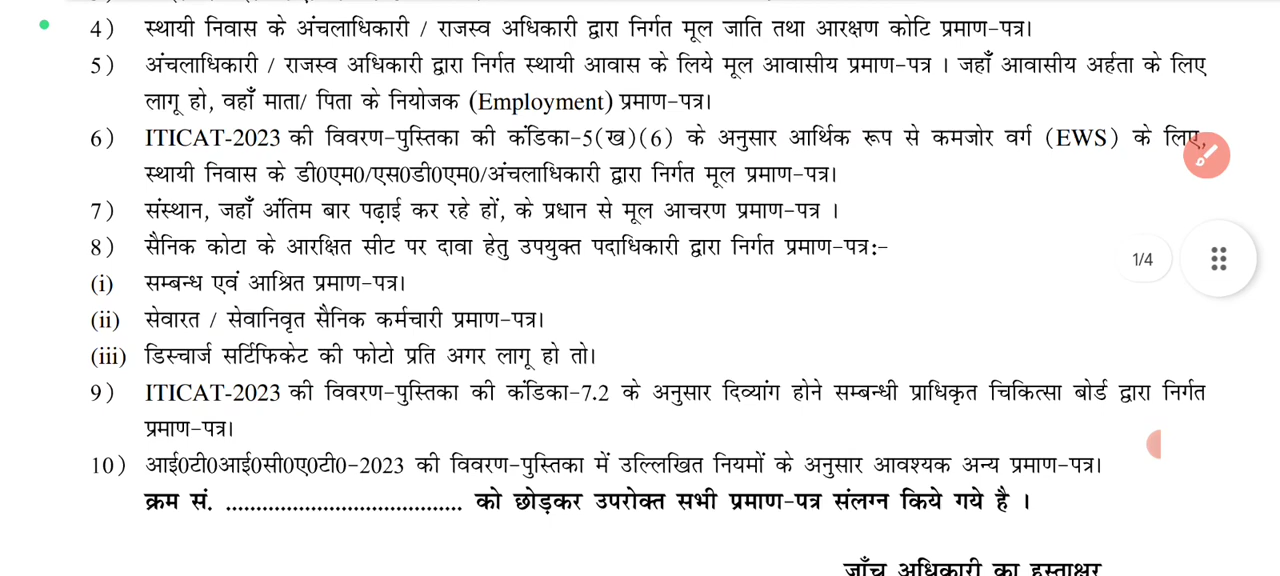 4) स्थायी निवास के अंचलाधिकारी / राजस्व अधिकारी द्वारा निर्गत मूल जाति तथा आरक्षण कोटि प्रमाण-पत्र।
5) अंचलाधिकारी / राजस्व अधिकारी द्वारा निर्गत स्थायी आवास के लिये मूल आवासीय प्रमाण-पत्र । जहाँ आवासीय अर्हता के लिए
लागू हो, वहाँ माता/ पिता के नियोजक (Employment) प्रमाण-पत्र।
6) ITICAT-2023 की विवरण-पुस्तिका की कंडिका-5(ख)(6) के अनुसार आर्थिक रूप से कमजोर वर्ग (EWS) के लिए,
स्थायी निवास के डी0एम0/एस0डी0एम0/अंचलाधिकारी द्वारा निर्गत मूल प्रमाण-पत्र।
7) संस्थान, जहाँ अंतिम बार पढ़ाई कर रहे हों, के प्रधान से मूल आचरण प्रमाण-पत्र ।
8) सैनिक कोटा के आरक्षित सीट पर दावा हेतु उपयुक्त पदाधिकारी द्वारा निर्गत प्रमाण-पत्र:-
1/4
(i) सम्बन्ध एवं आश्रित प्रमाण-पत्र।
(ii) सेवारत / सेवानिवृत सैनिक कर्मचारी प्रमाण-पत्र।
(iii) डिस्चार्ज सर्टिफिकेट की फोटो प्रति अगर लागू हो तो।
9) ITICAT-2023 की विवरण-पुस्तिका की कंडिका-7.2 के अनुसार दिव्यांग होने सम्बन्धी प्राधिकृत चिकित्सा बोर्ड द्वारा निर्गत
प्रमाण-पत्र।
10) आई0टी0आई0सी0ए0टी0-2023 की विवरण-पुस्तिका में उल्लिखित नियमों के अनुसार आवश्यक अन्य प्रमाण-पत्र।
क्रम सं. ....................................... को छोड़कर उपरोक्त सभी प्रमाण-पत्र संलग्न किये गये है ।
जाँच अधिकारी का हस्ताक्षर